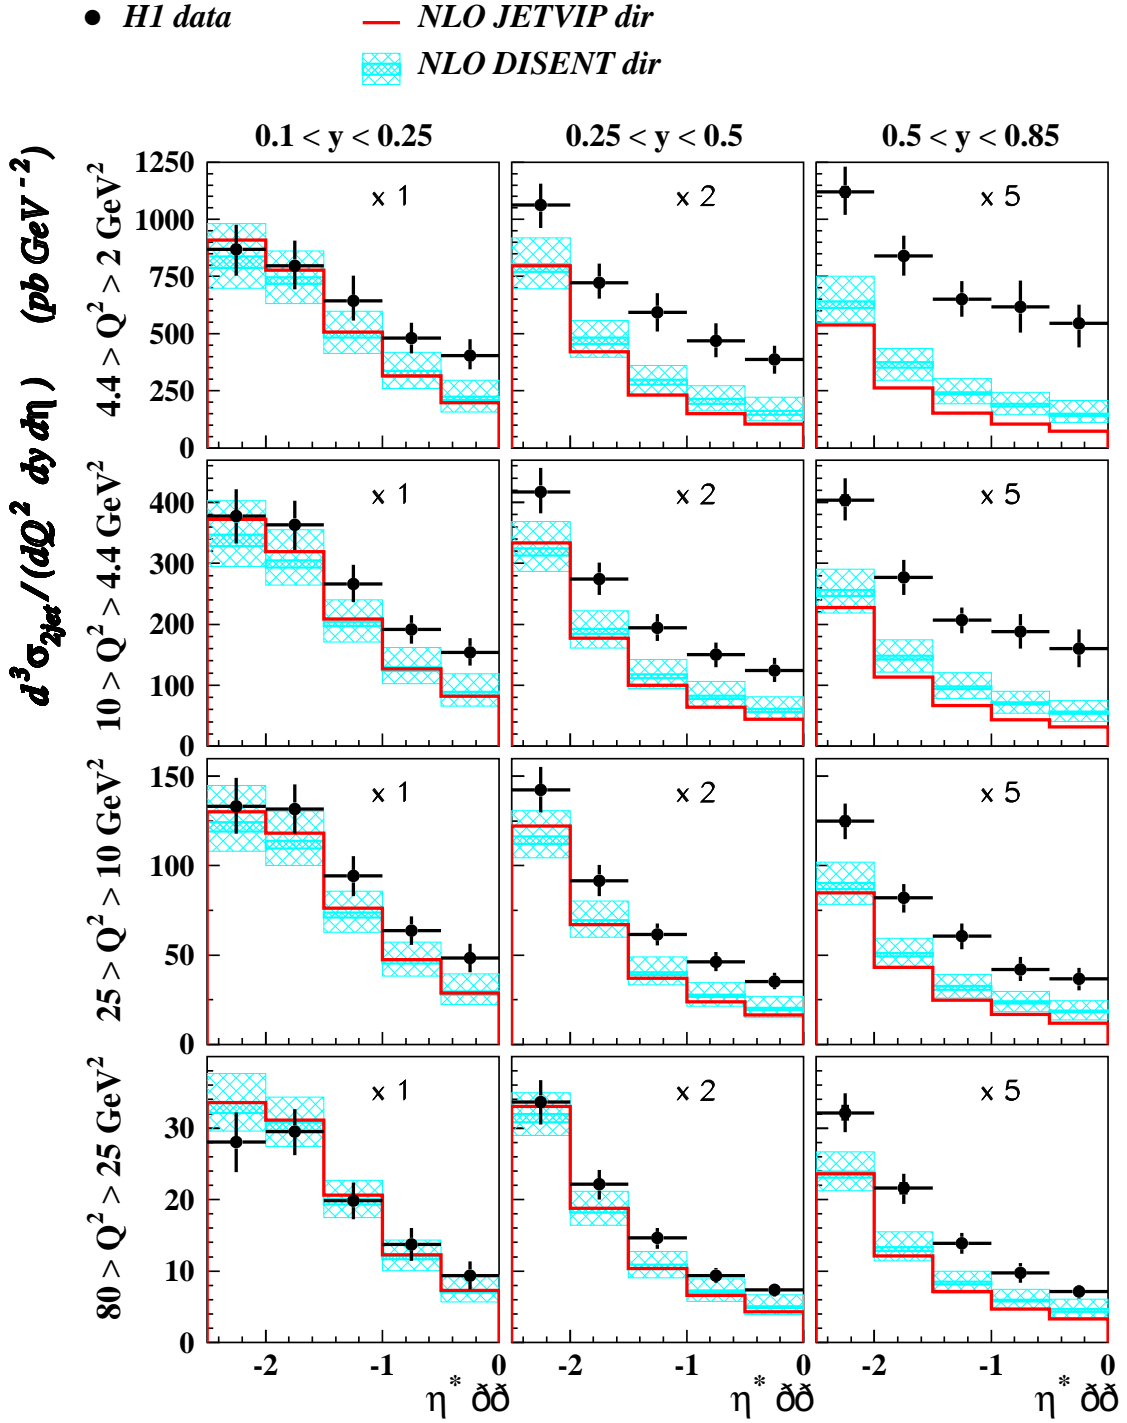 H1 data NLO JETVIP dir
NLO DISENT dir
0.1 < y < 0.25 0.25 < y < 0.5 0.5 < y < 0.85
d³σ₂jet/(dQ² dy dη) (pb GeV⁻²)
4.4 > Q² > 2 GeV²
1250
1000
750
500
250
0
x 1 x 2 x 5
10 > Q² > 4.4 GeV²
400
300
200
100
0
x 1 x 2 x 5
25 > Q² > 10 GeV²
150
100
50
0
x 1 x 2 x 5
80 > Q² > 25 GeV²
30
20
10
0
x 1 x 2 x 5
-2 -1 0 -2 -1 0 -2 -1 0
η* ðð η* ðð η* ðð